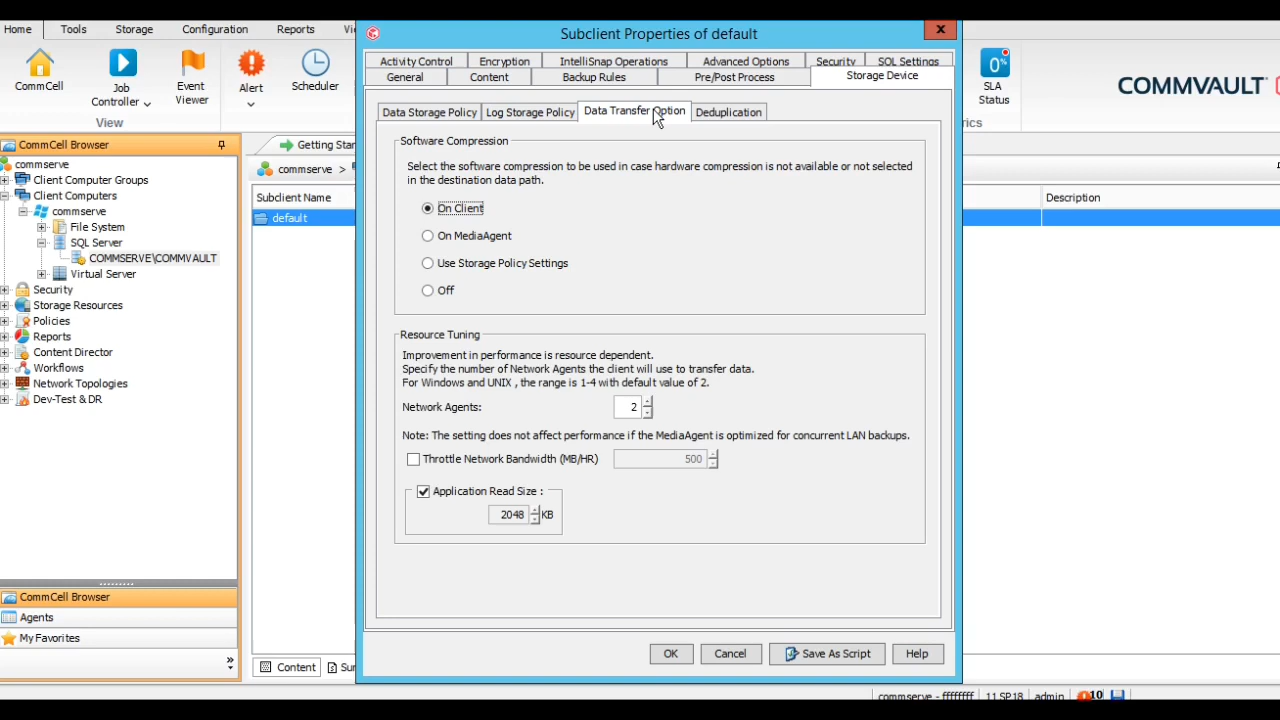 Home Tools Storage Configuration Reports Vi
Subclient Properties of default
x
CommCell
Job Controller
Event Viewer
Alert
Scheduler
View
0%
SLA Status
COMMVAULT
rics
Activity Control Encryption IntelliSnap Operations Advanced Options Security SQL Settings
General Content Backup Rules Pre/Post Process Storage Device
Data Storage Policy Log Storage Policy Data Transfer Option Deduplication
CommCell Browser
commserve
Client Computer Groups
Client Computers
commserve
File System
SQL Server
COMMSERVE\COMMVAULT
Virtual Server
Security
Storage Resources
Policies
Reports
Content Director
Workflows
Network Topologies
Dev-Test & DR
CommCell Browser
Agents
My Favorites
»
Getting Star
commserve >
Subclient Name
default
Description
Software Compression
Select the software compression to be used in case hardware compression is not available or not selected
in the destination data path.
On Client
On MediaAgent
Use Storage Policy Settings
Off
Resource Tuning
Improvement in performance is resource dependent.
Specify the number of Network Agents the client will use to transfer data.
For Windows and UNIX , the range is 1-4 with default value of 2.
Network Agents: 2
Note: The setting does not affect performance if the MediaAgent is optimized for concurrent LAN backups.
Throttle Network Bandwidth (MB/HR) 500
Application Read Size :
2048 KB
OK Cancel Save As Script Help
Content Sur
commserve - ffffffff 11 SP18 admin 10